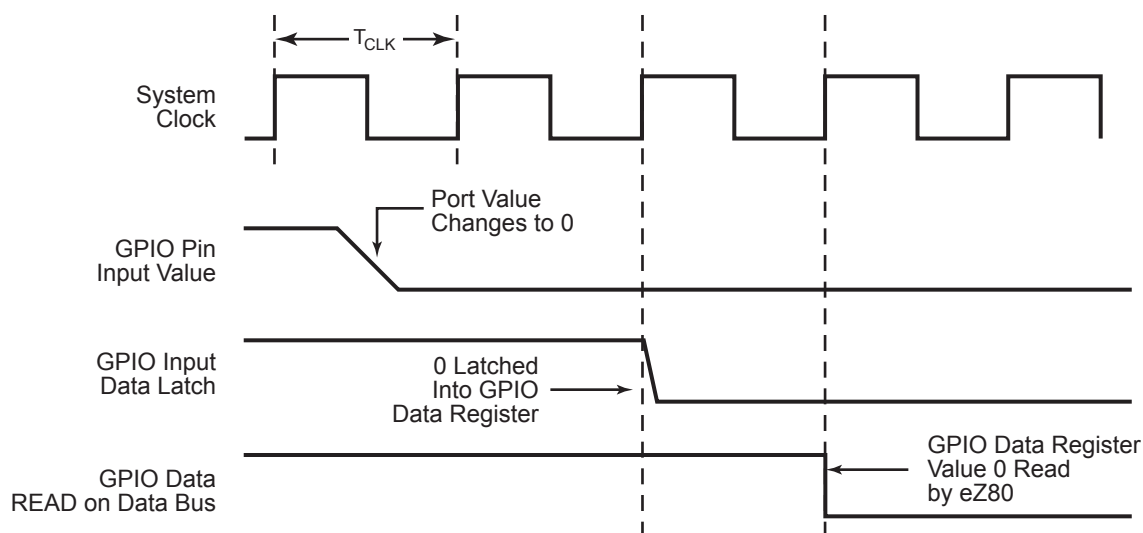 T_CLK
System
Clock
Port Value
Changes to 0
GPIO Pin
Input Value
GPIO Input
Data Latch
0 Latched
Into GPIO
Data Register
GPIO Data
READ on Data Bus
GPIO Data Register
Value 0 Read
by eZ80